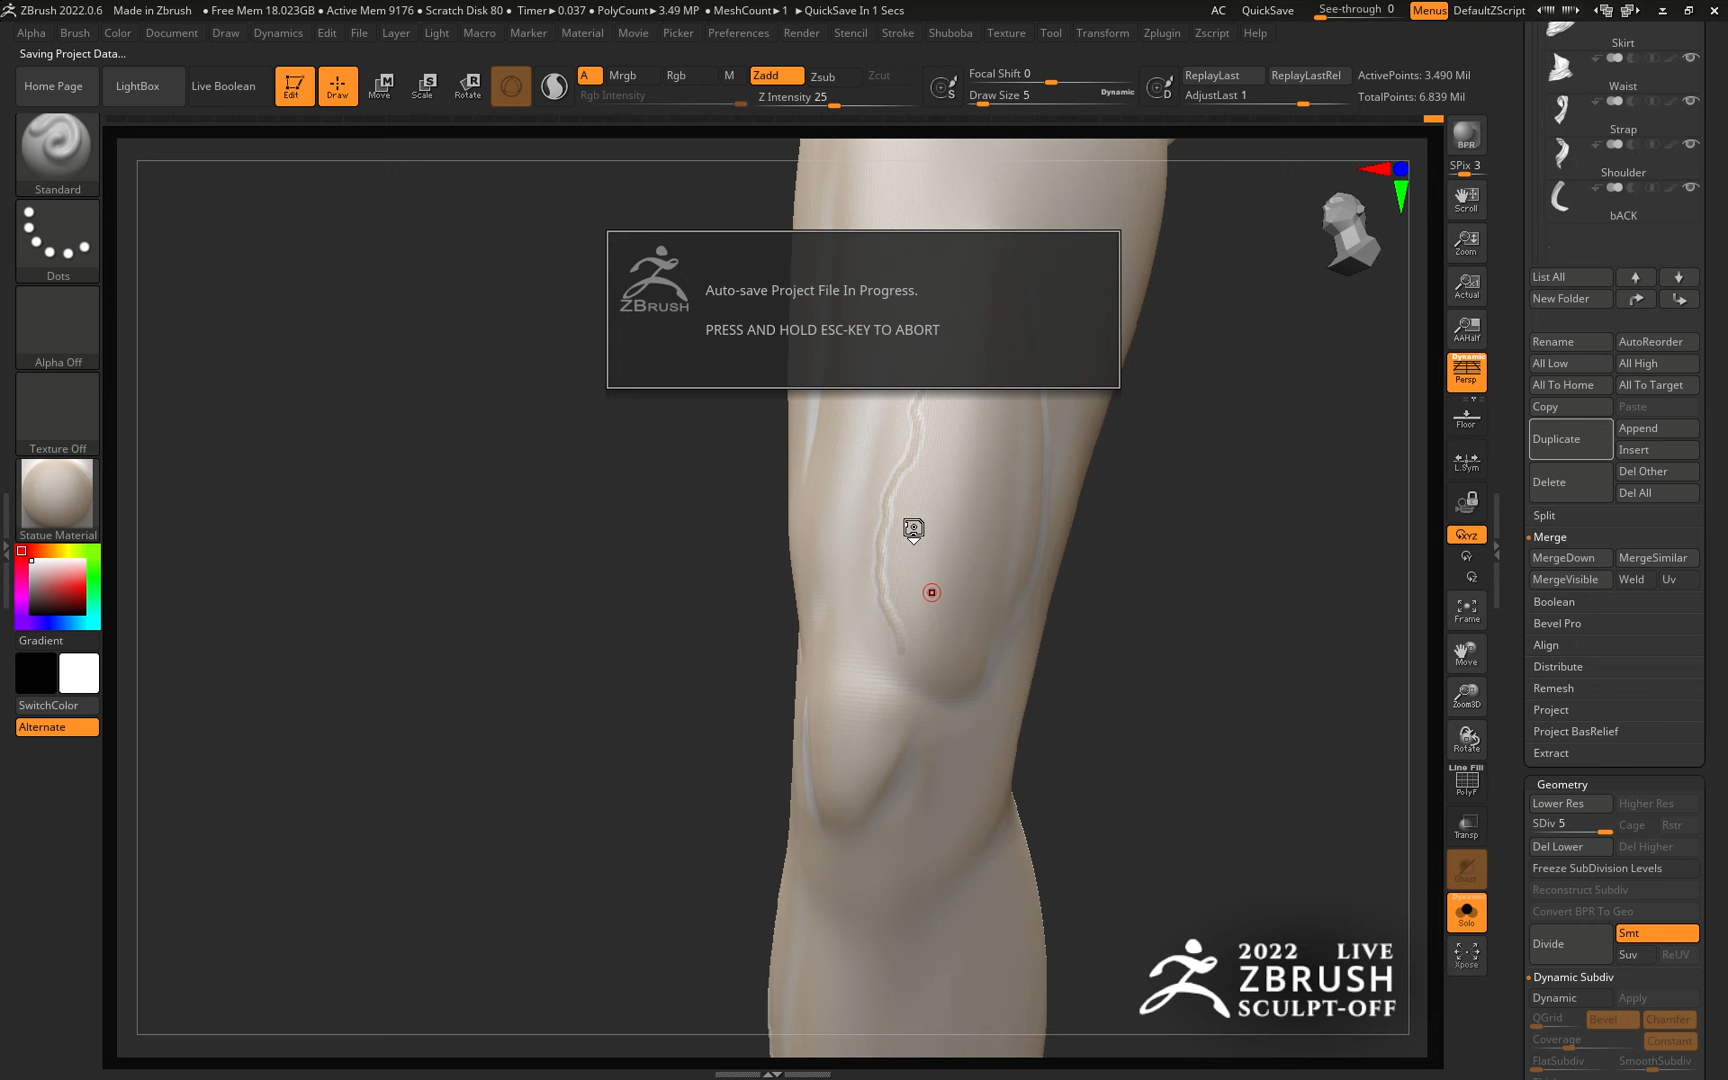 ZBrush 2022.0.6 Made in Zbrush ● Free Mem 18.023GB ● Active Mem 9176 ● Scratch Disk 80 ● Timer►0.037 ● PolyCount►3.49 MP ● MeshCount►1 ►QuickSave In 1 Secs AC QuickSave See-through 0 Menus DefaultZScript
Alpha Brush Color Document Draw Dynamics Edit File Layer Light Macro Marker Material Movie Picker Preferences Render Stencil Stroke Shuboba Texture Tool Transform Zplugin Zscript Help
Saving Project Data...
Home Page LightBox Live Boolean Edit Draw Move Scale Rotate
A Mrgb Rgb M Zadd Zsub Zcut
Rgb Intensity Z Intensity 25
S Focal Shift 0
Draw Size 5 Dynamic
D ReplayLast ReplayLastRel ActivePoints: 3.490 Mil
AdjustLast 1 TotalPoints: 6.839 Mil
Standard
Dots
Alpha Off
Texture Off
Statue Material
Gradient
SwitchColor
Alternate
ZBRUSH
Auto-save Project File In Progress.
PRESS AND HOLD ESC-KEY TO ABORT
2022 LIVE
ZBRUSH
SCULPT-OFF
BPR
SPix 3
Scroll
Zoom
Actual
AAHalf
Dynamic
Persp
Floor
L.Sym
XYZ
Y
Z
Frame
Move
Zoom3D
Rotate
Line Fill
PolyF
Transp
Ghost
Dynamic
Solo
Xpose
Skirt
Waist
Strap
Shoulder
bACK
List All
New Folder
Rename AutoReorder
All Low All High
All To Home All To Target
Copy Paste
Duplicate Append
Insert
Delete Del Other
Del All
Split
Merge
MergeDown MergeSimilar
MergeVisible Weld Uv
Boolean
Bevel Pro
Align
Distribute
Remesh
Project
Project BasRelief
Extract
Geometry
Lower Res Higher Res
SDiv 5 Cage Rstr
Del Lower Del Higher
Freeze SubDivision Levels
Reconstruct Subdiv
Convert BPR To Geo
Divide Smt
Suv ReUV
Dynamic Subdiv
Dynamic Apply
QGrid Bevel Chamfer
Coverage Constant
FlatSubdiv SmoothSubdiv